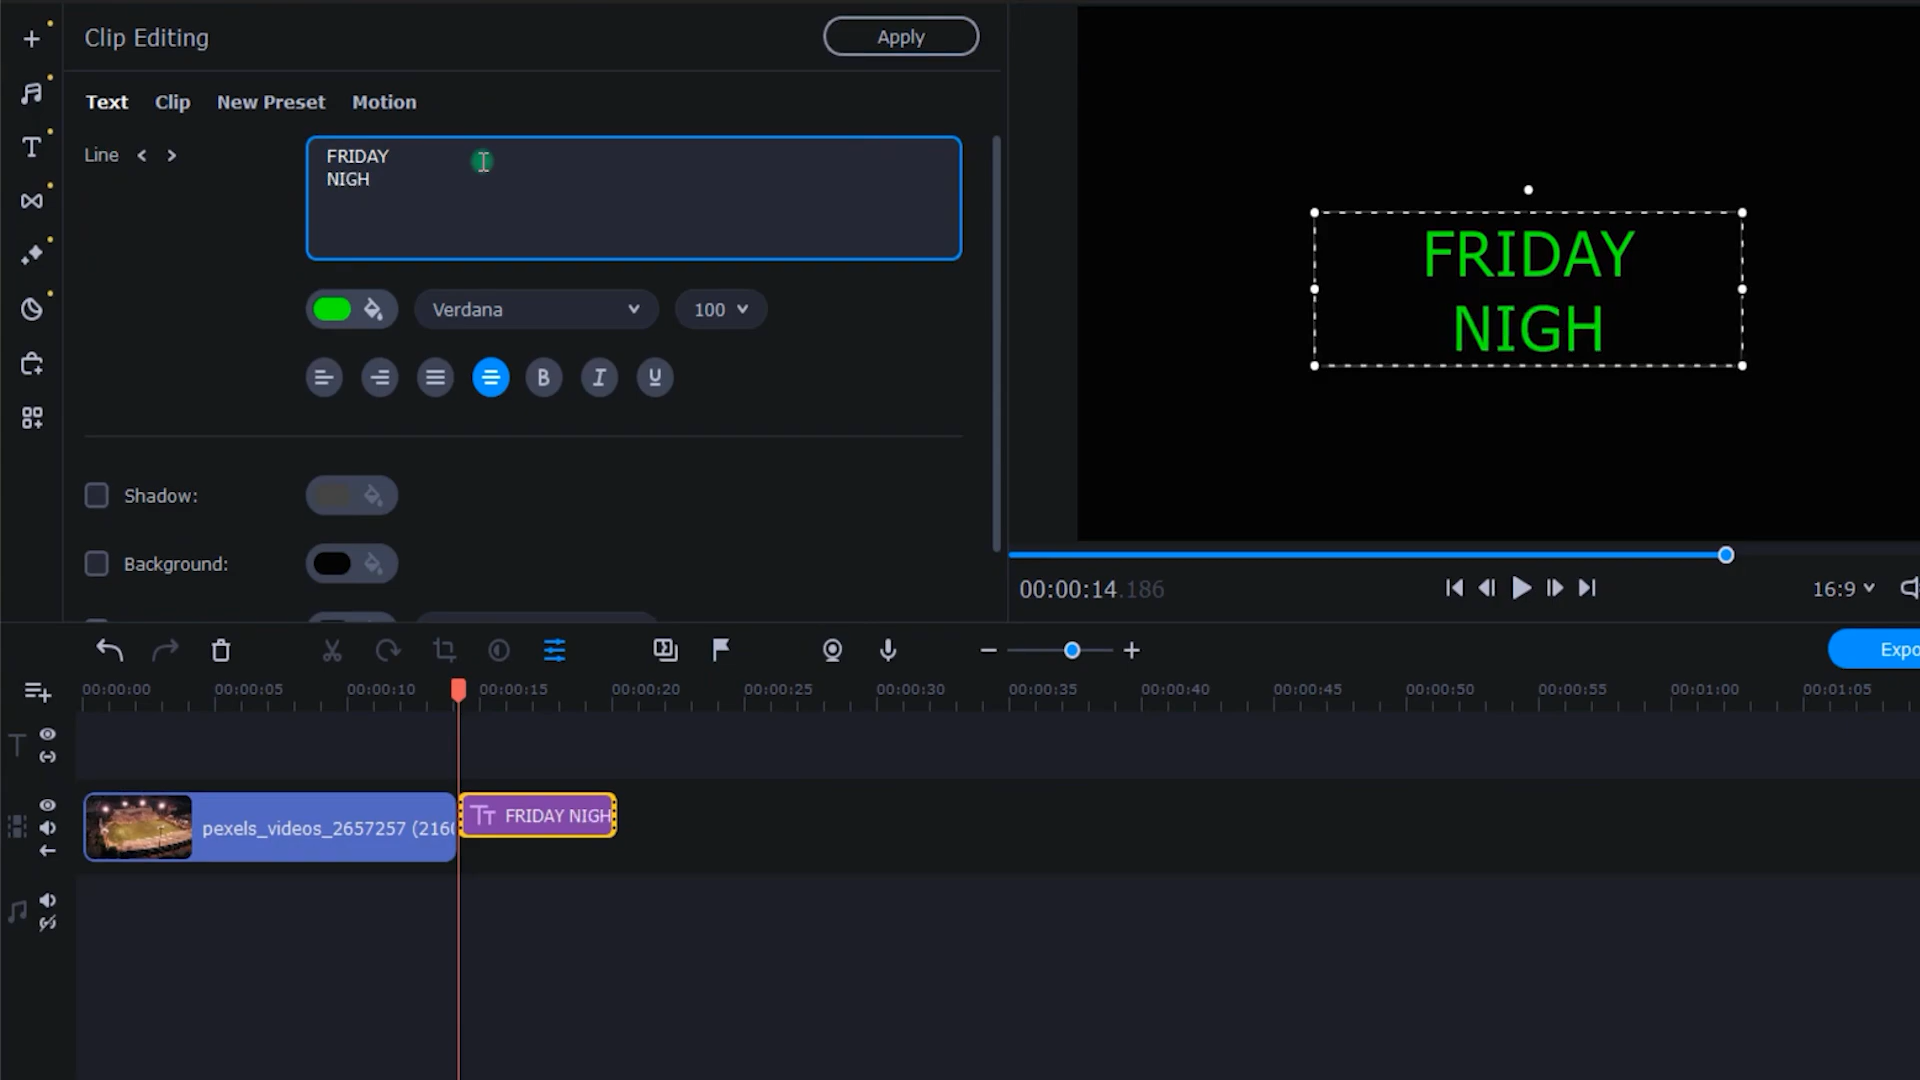 Clip Editing
Apply
Text Clip New Preset Motion
Line
FRIDAY
NIGH
Verdana
100
B I U
Shadow:
Background:
FRIDAY
NIGH
00:00:14.186
16:9
Expo
00:00:00 00:00:05 00:00:10 00:00:15 00:00:20 00:00:25 00:00:30 00:00:35 00:00:40 00:00:45 00:00:50 00:00:55 00:01:00 00:01:05
pexels_videos_2657257 (216
FRIDAY NIGH